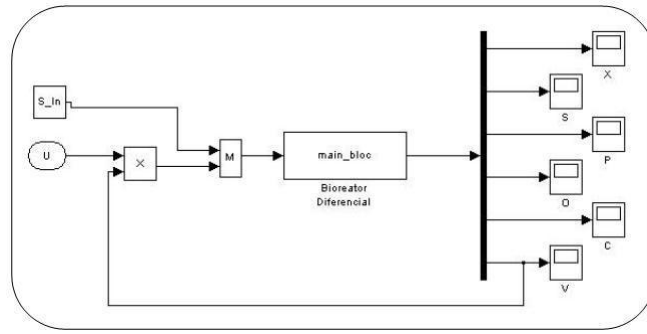 S_In
U
X
M
main_bloc
Bioreator
Diferencial
X
S
P
O
C
V